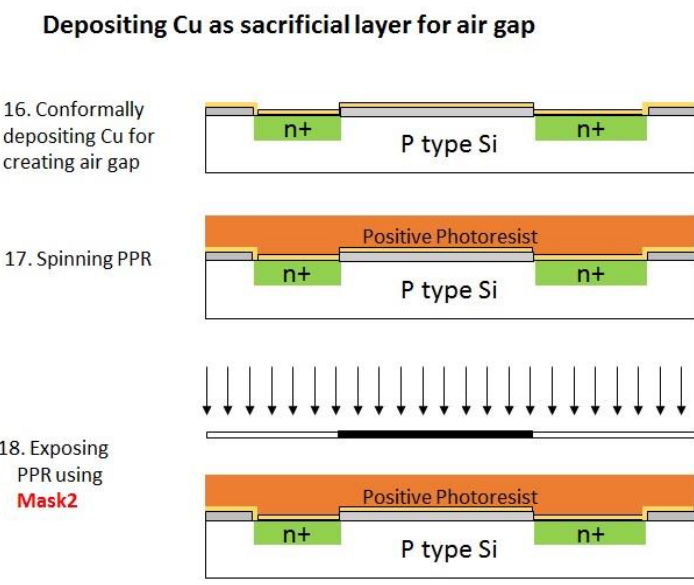 Depositing Cu as sacrificial layer for air gap
16. Conformally
depositing Cu for
creating air gap
n+
n+
P type Si
17. Spinning PPR
Positive Photoresist
n+
n+
P type Si
18. Exposing
PPR using
Mask2
Positive Photoresist
n+
n+
P type Si